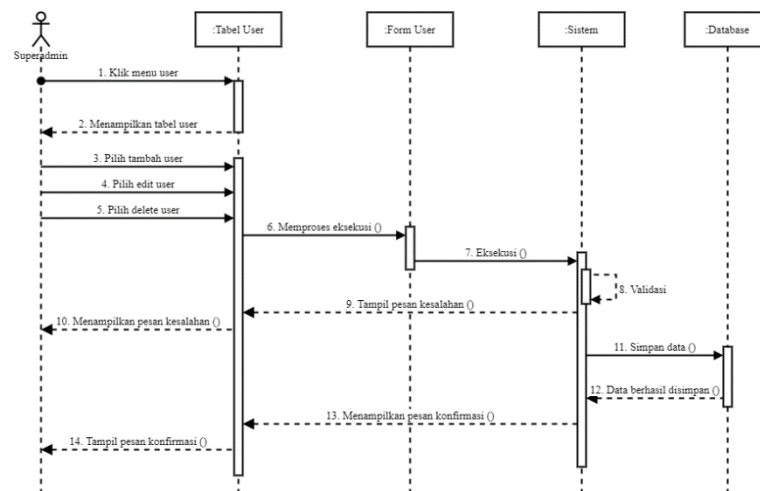 :Tabel User
:Form User
:Sistem
:Database
Superadmin
1. Klik menu user
2. Menampilkan tabel user
3. Pilih tambah user
4. Pilih edit user
5. Pilih delete user
6. Memproses eksekusi ()
7. Eksekusi ()
8. Validasi
9. Tampil pesan kesalahan ()
10. Menampilkan pesan kesalahan ()
11. Simpan data ()
12. Data berhasil disimpan ()
13. Menampilkan pesan konfirmasi ()
14. Tampil pesan konfirmasi ()